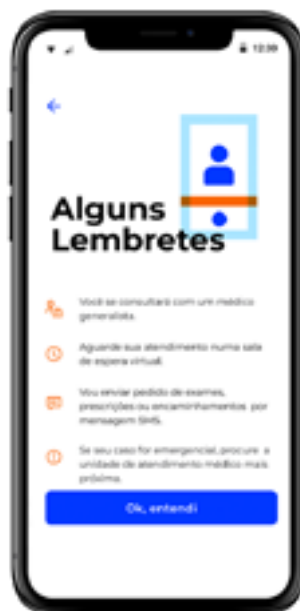 12:39
Alguns
Lembretes
Você se consultará com um médico
generalista.
Aguarde sua atendimento numa sala
de espera virtual.
Vou enviar pedido de exames,
prescrições ou encaminhamentos por
mensagem SMS.
Se seu caso for emergencial, procure a
unidade de atendimento médico mais
próxima.
Ok, entendi